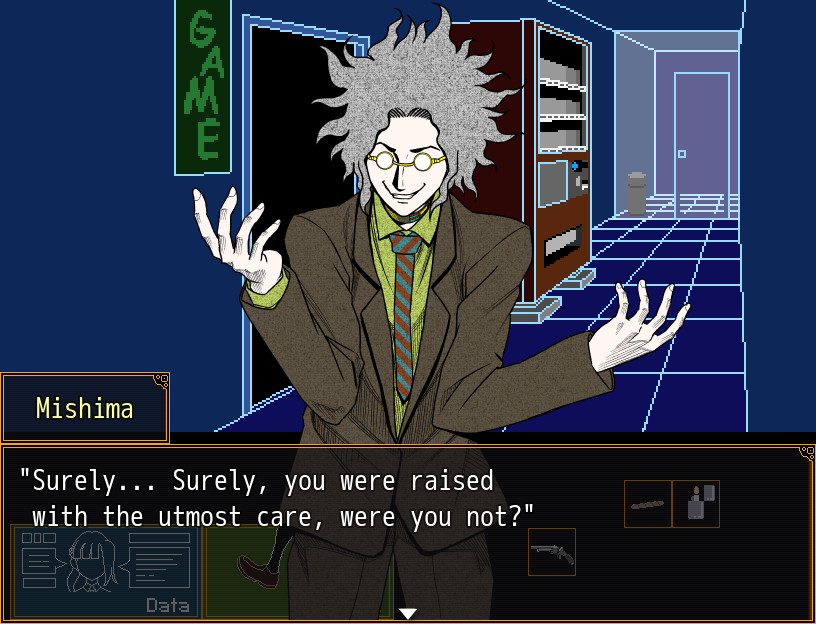 GAME
Mishima
"Surely... Surely, you were raised
with the utmost care, were you not?"
Data